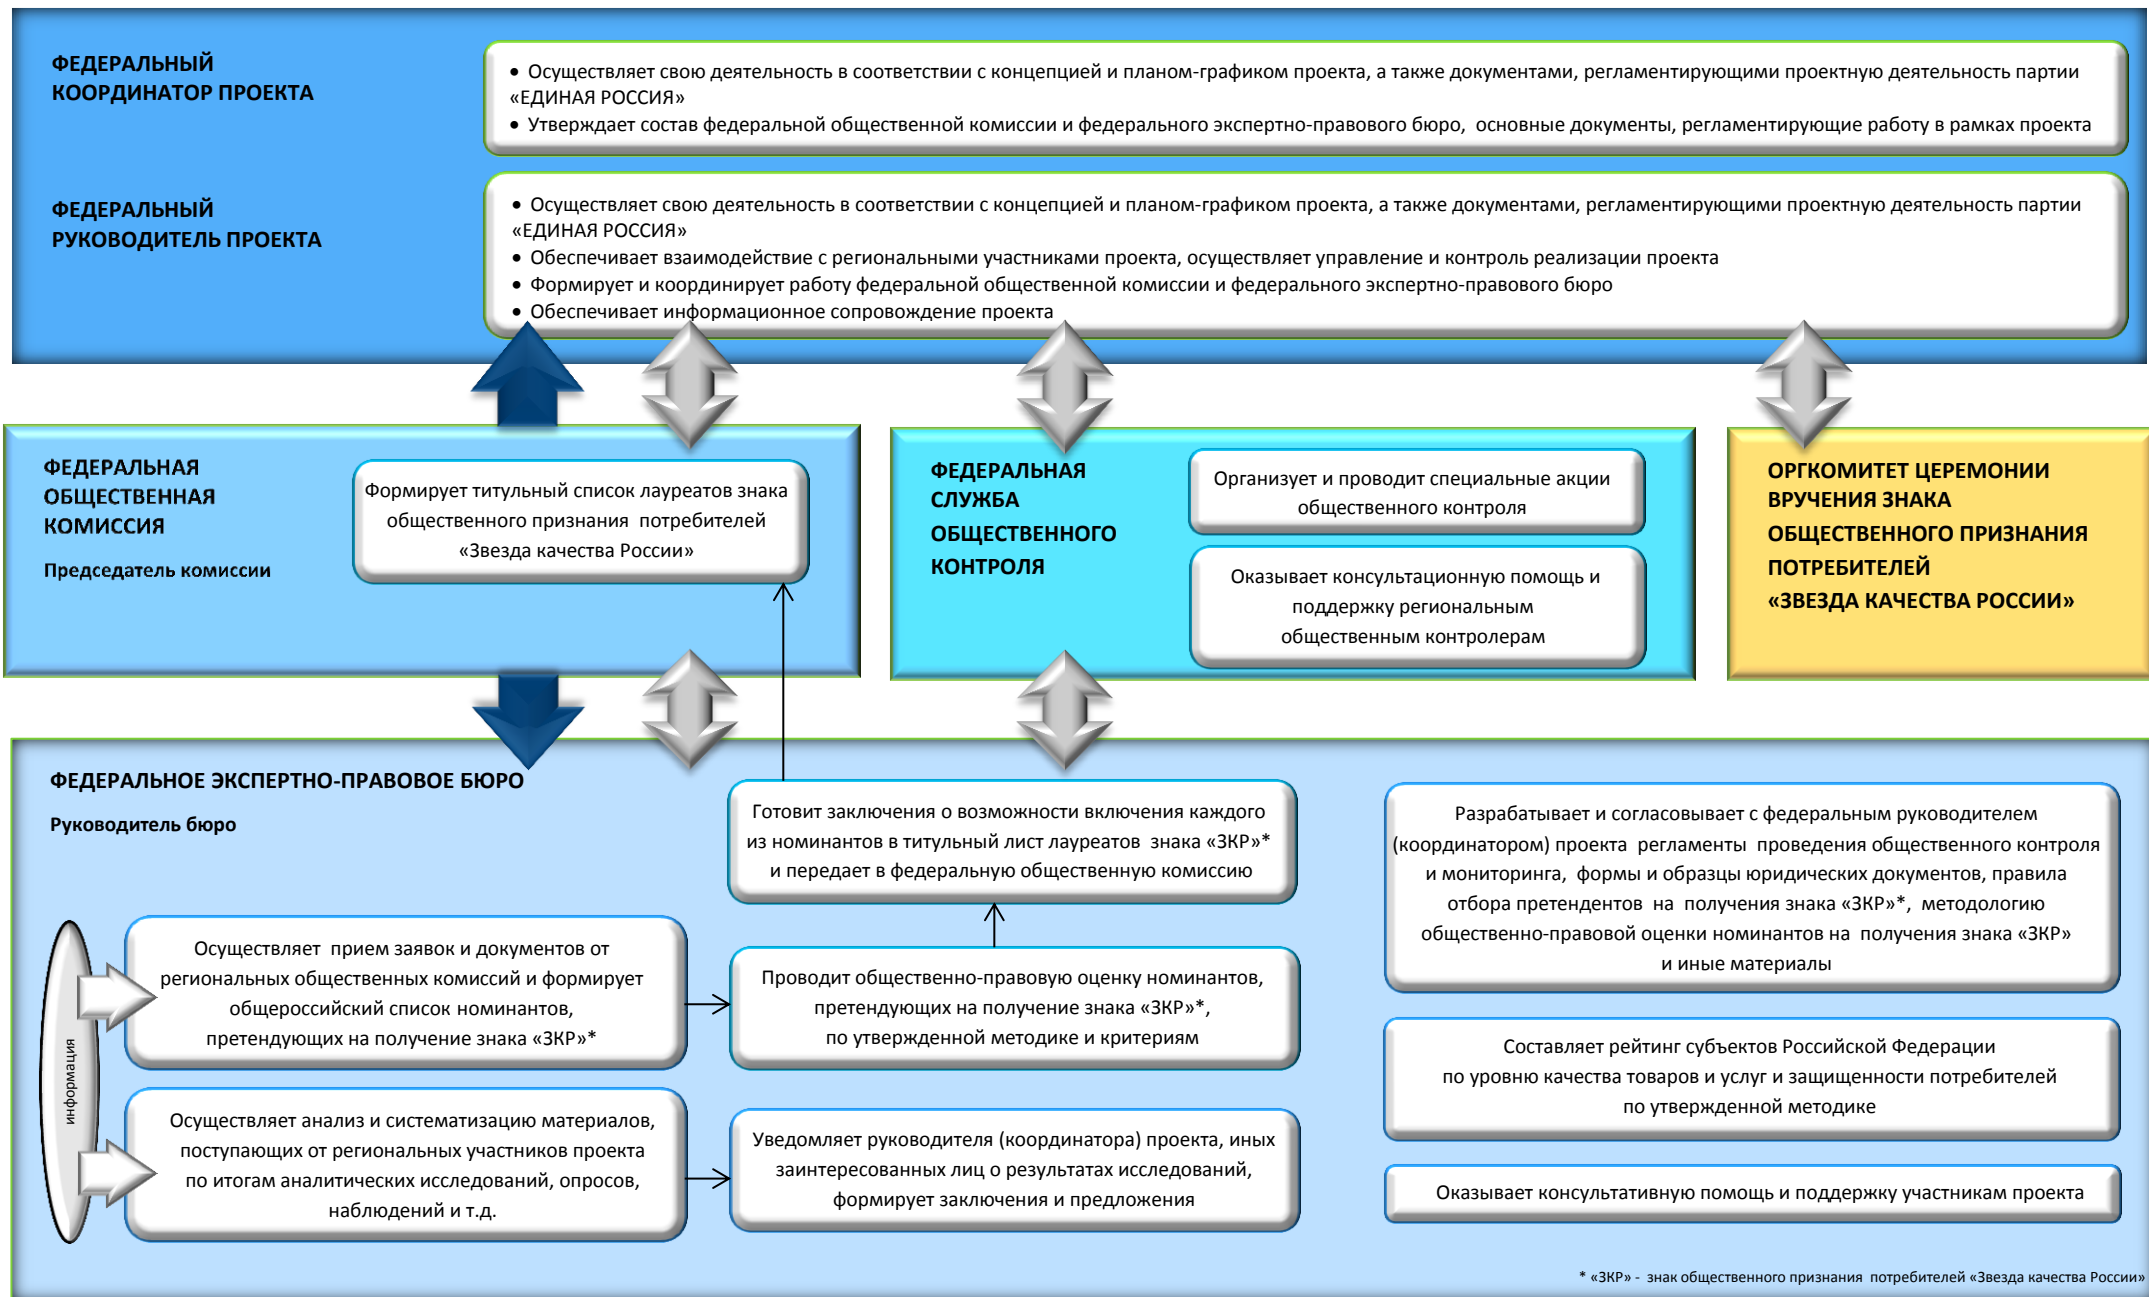 ФЕДЕРАЛЬНЫЙ
КООРДИНАТОР ПРОЕКТА
• Осуществляет свою деятельность в соответствии с концепцией и планом-графиком проекта, а также документами, регламентирующими проектную деятельность партии
«ЕДИНАЯ РОССИЯ»
• Утверждает состав федеральной общественной комиссии и федерального экспертно-правового бюро, основные документы, регламентирующие работу в рамках проекта
ФЕДЕРАЛЬНЫЙ
РУКОВОДИТЕЛЬ ПРОЕКТА
• Осуществляет свою деятельность в соответствии с концепцией и планом-графиком проекта, а также документами, регламентирующими проектную деятельность партии
«ЕДИНАЯ РОССИЯ»
• Обеспечивает взаимодействие с региональными участниками проекта, осуществляет управление и контроль реализации проекта
• Формирует и координирует работу федеральной общественной комиссии и федерального экспертно-правового бюро
• Обеспечивает информационное сопровождение проекта
ФЕДЕРАЛЬНАЯ
ОБЩЕСТВЕННАЯ
КОМИССИЯ
Председатель комиссии
Формирует титульный список лауреатов знака
общественного признания потребителей
«Звезда качества России»
ФЕДЕРАЛЬНАЯ
СЛУЖБА
ОБЩЕСТВЕННОГО
КОНТРОЛЯ
Организует и проводит специальные акции
общественного контроля
Оказывает консультационную помощь и
поддержку региональным
общественным контролерам
ОРГКОМИТЕТ ЦЕРЕМОНИИ
ВРУЧЕНИЯ ЗНАКА
ОБЩЕСТВЕННОГО ПРИЗНАНИЯ
ПОТРЕБИТЕЛЕЙ
«ЗВЕЗДА КАЧЕСТВА РОССИИ»
ФЕДЕРАЛЬНОЕ ЭКСПЕРТНО-ПРАВОВОЕ БЮРО
Руководитель бюро
Готовит заключения о возможности включения каждого
из номинантов в титульный лист лауреатов знака «ЗКР»*
и передает в федеральную общественную комиссию
Разрабатывает и согласовывает с федеральным руководителем
(координатором) проекта регламенты проведения общественного контроля
и мониторинга, формы и образцы юридических документов, правила
отбора претендентов на получения знака «ЗКР»*, методологию
общественно-правовой оценки номинантов на получения знака «ЗКР»
и иные материалы
информация
Осуществляет прием заявок и документов от
региональных общественных комиссий и формирует
общероссийский список номинантов,
претендующих на получение знака «ЗКР»*
Проводит общественно-правовую оценку номинантов,
претендующих на получение знака «ЗКР»*,
по утвержденной методике и критериям
Составляет рейтинг субъектов Российской Федерации
по уровню качества товаров и услуг и защищенности потребителей
по утвержденной методике
Осуществляет анализ и систематизацию материалов,
поступающих от региональных участников проекта
по итогам аналитических исследований, опросов,
наблюдений и т.д.
Уведомляет руководителя (координатора) проекта, иных
заинтересованных лиц о результатах исследований,
формирует заключения и предложения
Оказывает консультативную помощь и поддержку участникам проекта
* «ЗКР» - знак общественного признания потребителей «Звезда качества России»